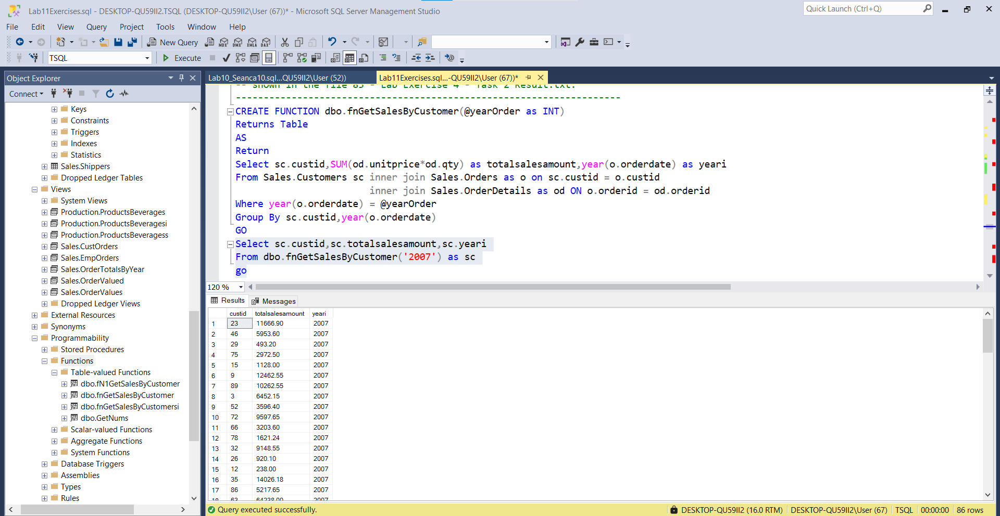 Lab11Exercises.sql - DESKTOP-QU59II2.TSQL (DESKTOP-QU59II2\User (67))* - Microsoft SQL Server Management Studio
Quick Launch (Ctrl+Q)
File Edit View Query Project Tools Window Help
New Query MDX DMX XMLA DAX
TSQL Execute
Object Explorer
Connect
Keys
Constraints
Triggers
Indexes
Statistics
Sales.Shippers
Dropped Ledger Tables
Views
System Views
Production.ProductsBeverages
Production.ProductsBeveragesi
Production.ProductsBeveragess
Sales.CustOrders
Sales.EmpOrders
Sales.OrderTotalsByYear
Sales.OrderValued
Sales.OrderValues
Dropped Ledger Views
External Resources
Synonyms
Programmability
Stored Procedures
Functions
Table-valued Functions
dbo.fN1GetSalesByCustomer
dbo.fnGetSalesByCustomer
dbo.fnGetSalesByCustomersi
dbo.GetNums
Scalar-valued Functions
Aggregate Functions
System Functions
Database Triggers
Assemblies
Types
Rules
Lab10_Seanca10.sql...QU59II2\User (52))
Lab11Exercises.sql...-QU59II2\User (67))*
-- shown in the file 85 - Lab Exercise 4 - Task 2 Result.txt.
---------------------------------------------------------------------
CREATE FUNCTION dbo.fnGetSalesByCustomer(@yearOrder as INT)
Returns Table
AS
Return
Select sc.custid,SUM(od.unitprice*od.qty) as totalsalesamount,year(o.orderdate) as yeari
From Sales.Customers sc inner join Sales.Orders as o on sc.custid = o.custid
inner join Sales.OrderDetails as od ON o.orderid = od.orderid
Where year(o.orderdate) = @yearOrder
Group By sc.custid,year(o.orderdate)
GO
Select sc.custid,sc.totalsalesamount,sc.yeari
From dbo.fnGetSalesByCustomer('2007') as sc
go
120 %
Results Messages
custid totalsalesamount yeari
1 23 11666.90 2007
2 46 5953.60 2007
3 29 493.20 2007
4 75 2972.50 2007
5 15 1128.00 2007
6 9 12462.55 2007
7 89 10262.55 2007
8 3 6452.15 2007
9 52 3596.40 2007
10 72 9597.65 2007
11 66 3203.60 2007
12 78 1621.24 2007
13 32 9148.55 2007
14 26 920.10 2007
15 12 238.00 2007
16 35 14026.18 2007
17 86 5217.65 2007
18 63 64238.00 2007
Query executed successfully.
DESKTOP-QU59II2 (16.0 RTM) DESKTOP-QU59II2\User (67) TSQL 00:00:00 86 rows